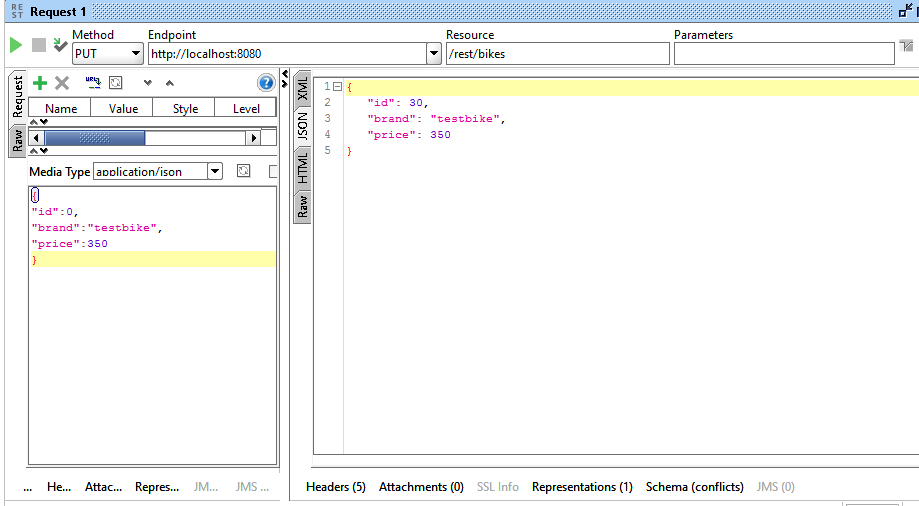 RE
ST
Request 1
Method
Endpoint
Resource
Parameters
PUT
http://localhost:8080
/rest/bikes
Request
Raw
Name Value Style Level
Media Type application/json
{
"id":0,
"brand":"testbike",
"price":350
}
XML
JSON
HTML
Raw
1 {
2 "id": 30,
3 "brand": "testbike",
4 "price": 350
5 }
... He... Attac... Repres... JM... JMS ...
Headers (5) Attachments (0) SSL Info Representations (1) Schema (conflicts) JMS (0)